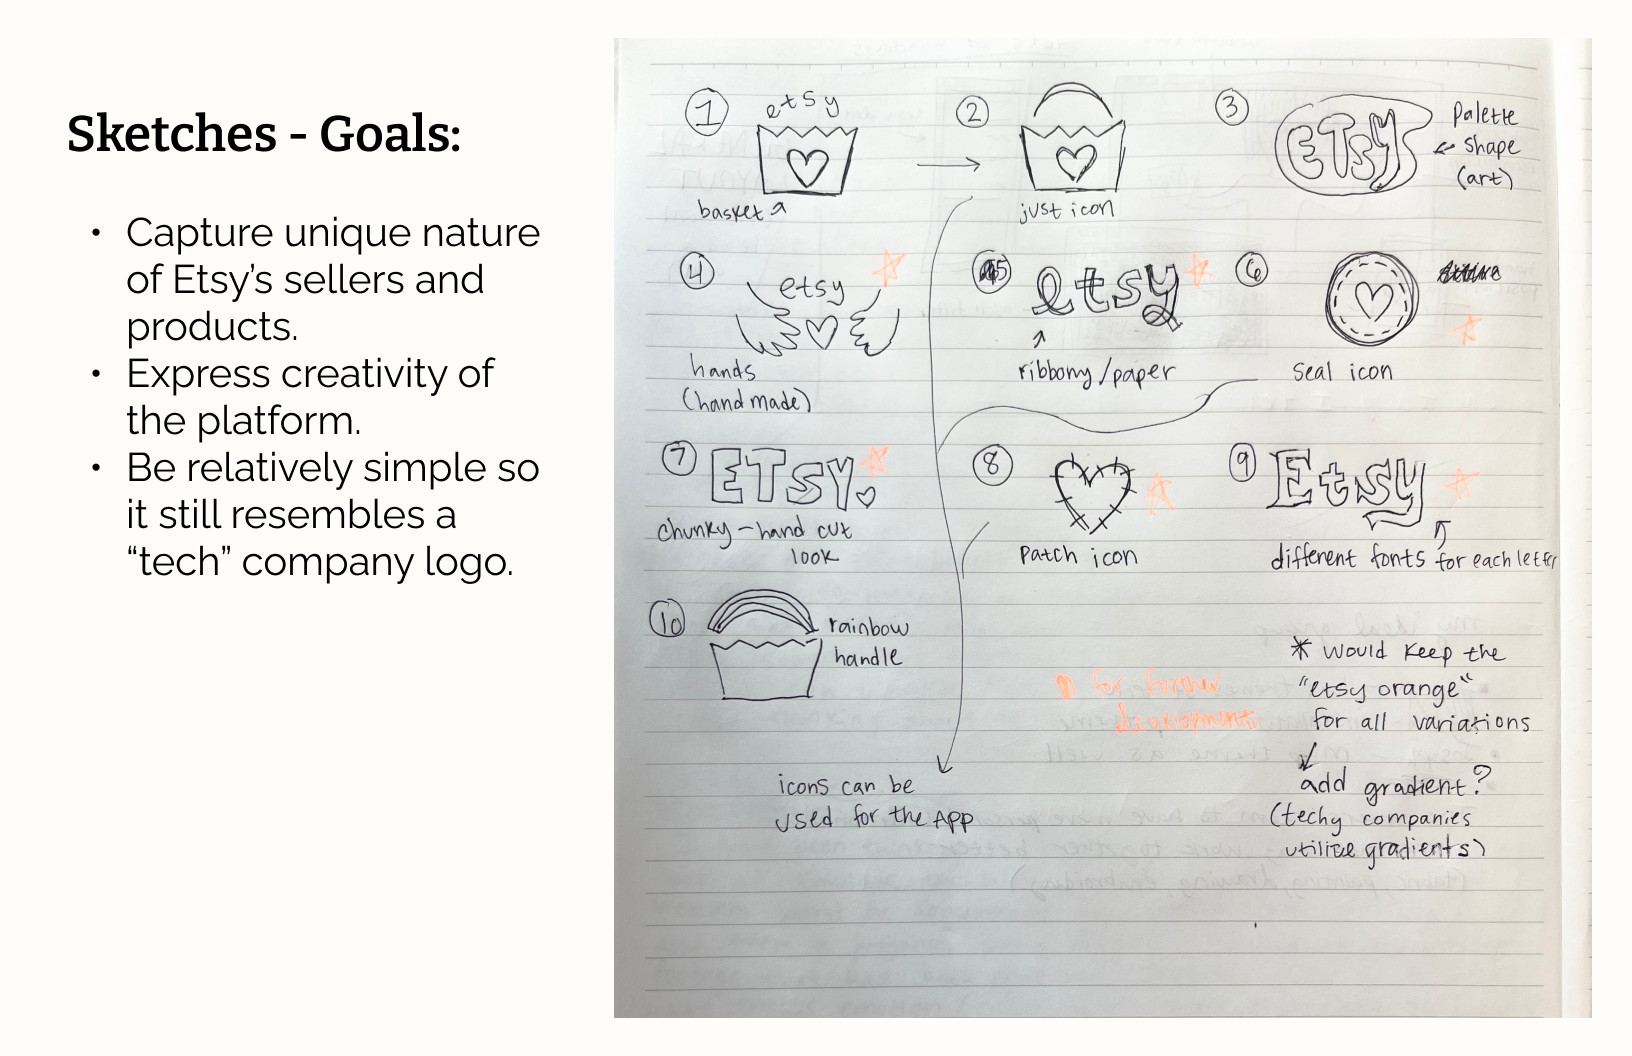 Sketches - Goals:
• Capture unique nature
of Etsy's sellers and
products.
• Express creativity of
the platform.
• Be relatively simple so
it still resembles a
“tech” company logo.
1
etsy
basket
2
just icon
3
ETSY
Palette
shape
(art)
4
etsy
hands
(handmade)
5
etsy
ribbony/paper
6
seal icon
7
ETSY
chunky - hand cut
look
8
patch icon
9
Etsy
different fonts for each letter
10
rainbow
handle
for further
development
* Would keep the
"etsy orange"
for all variations
add gradient?
(techy companies
utilize gradients)
icons can be
used for the App